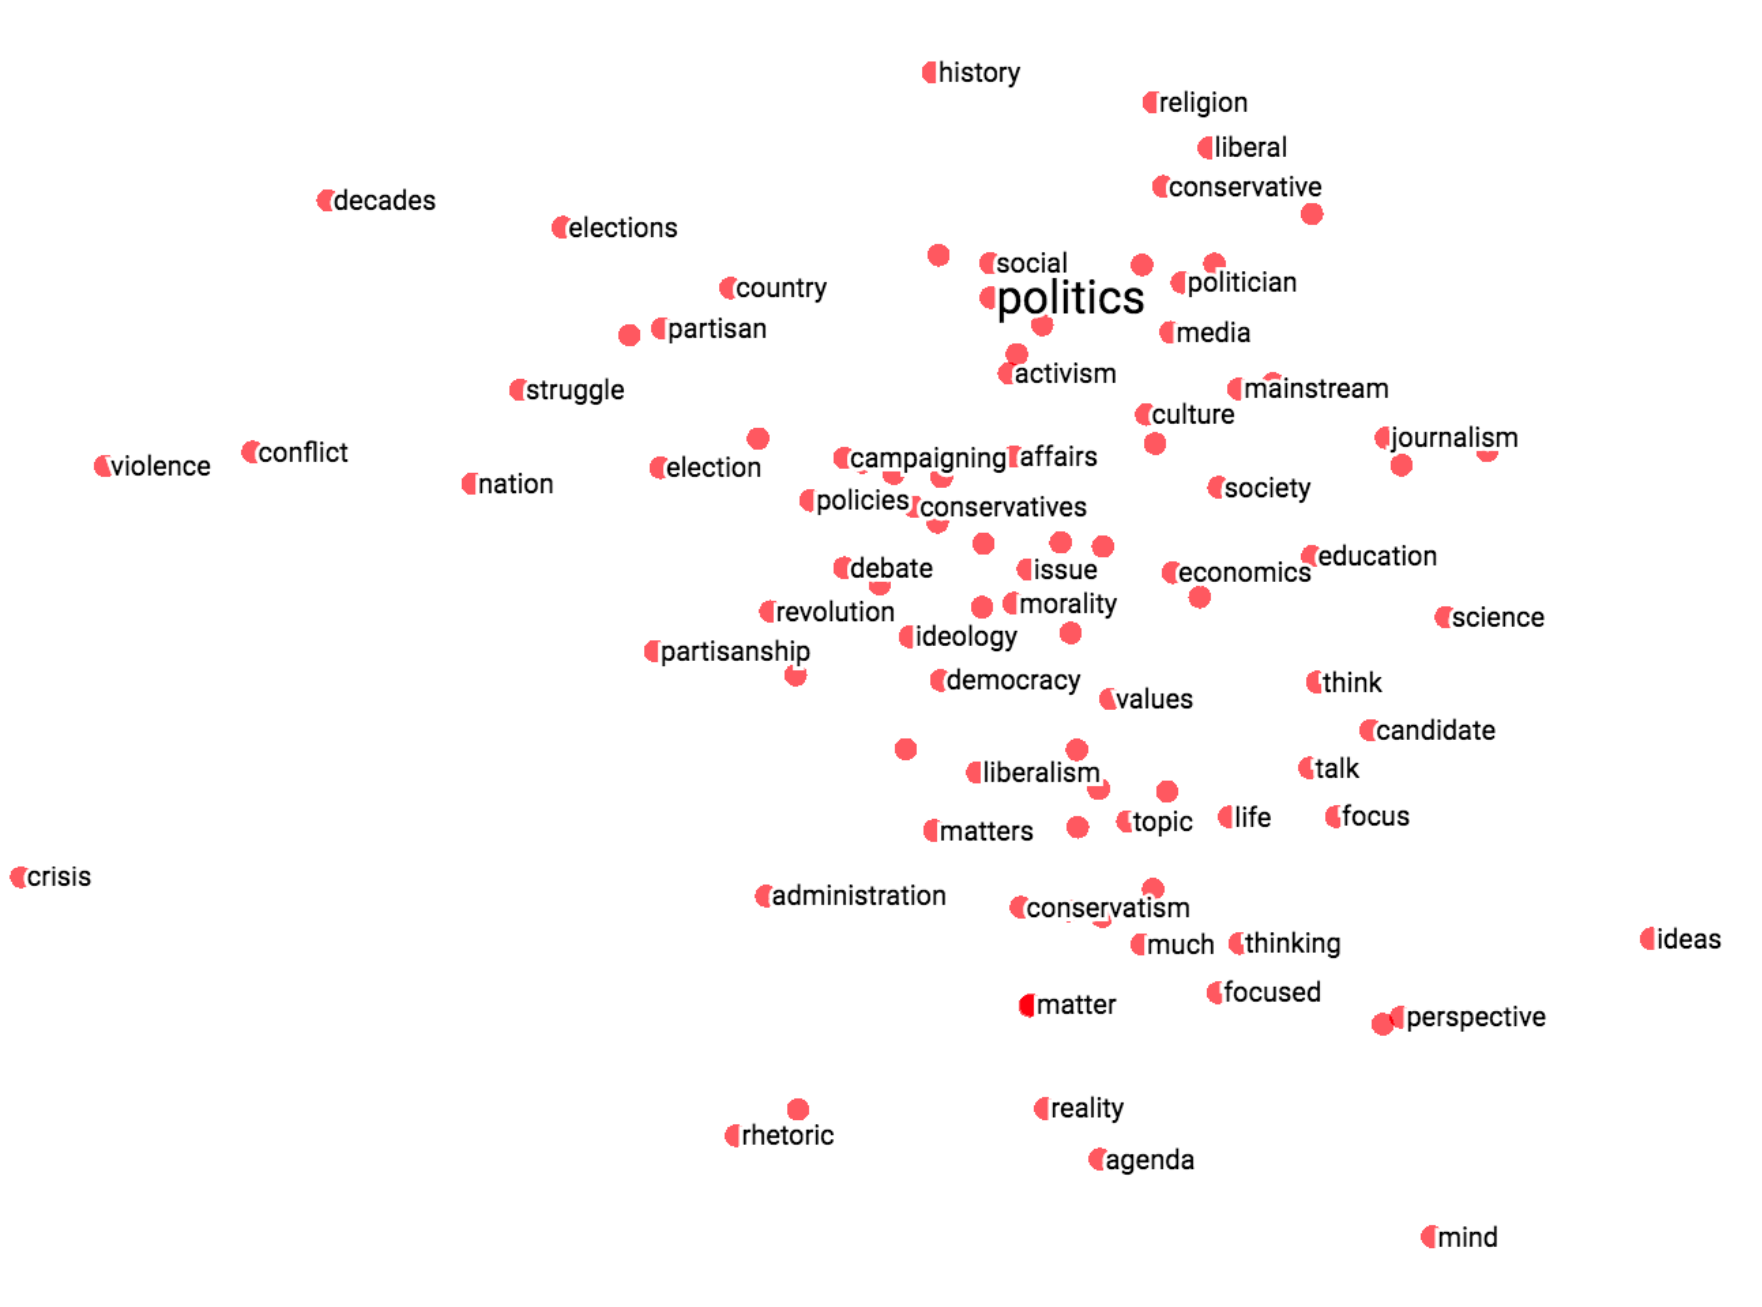 history
religion
liberal
conservative
decades
elections
social
politician
country
politics
partisan
media
activism
struggle
mainstream
culture
journalism
conflict
campaigning
affairs
violence
election
nation
society
policies
conservatives
education
debate
issue
economics
morality
revolution
science
ideology
partisanship
democracy
think
values
candidate
liberalism
talk
focus
life
topic
matters
crisis
administration
conservatism
ideas
much
thinking
focused
matter
perspective
reality
rhetoric
agenda
mind